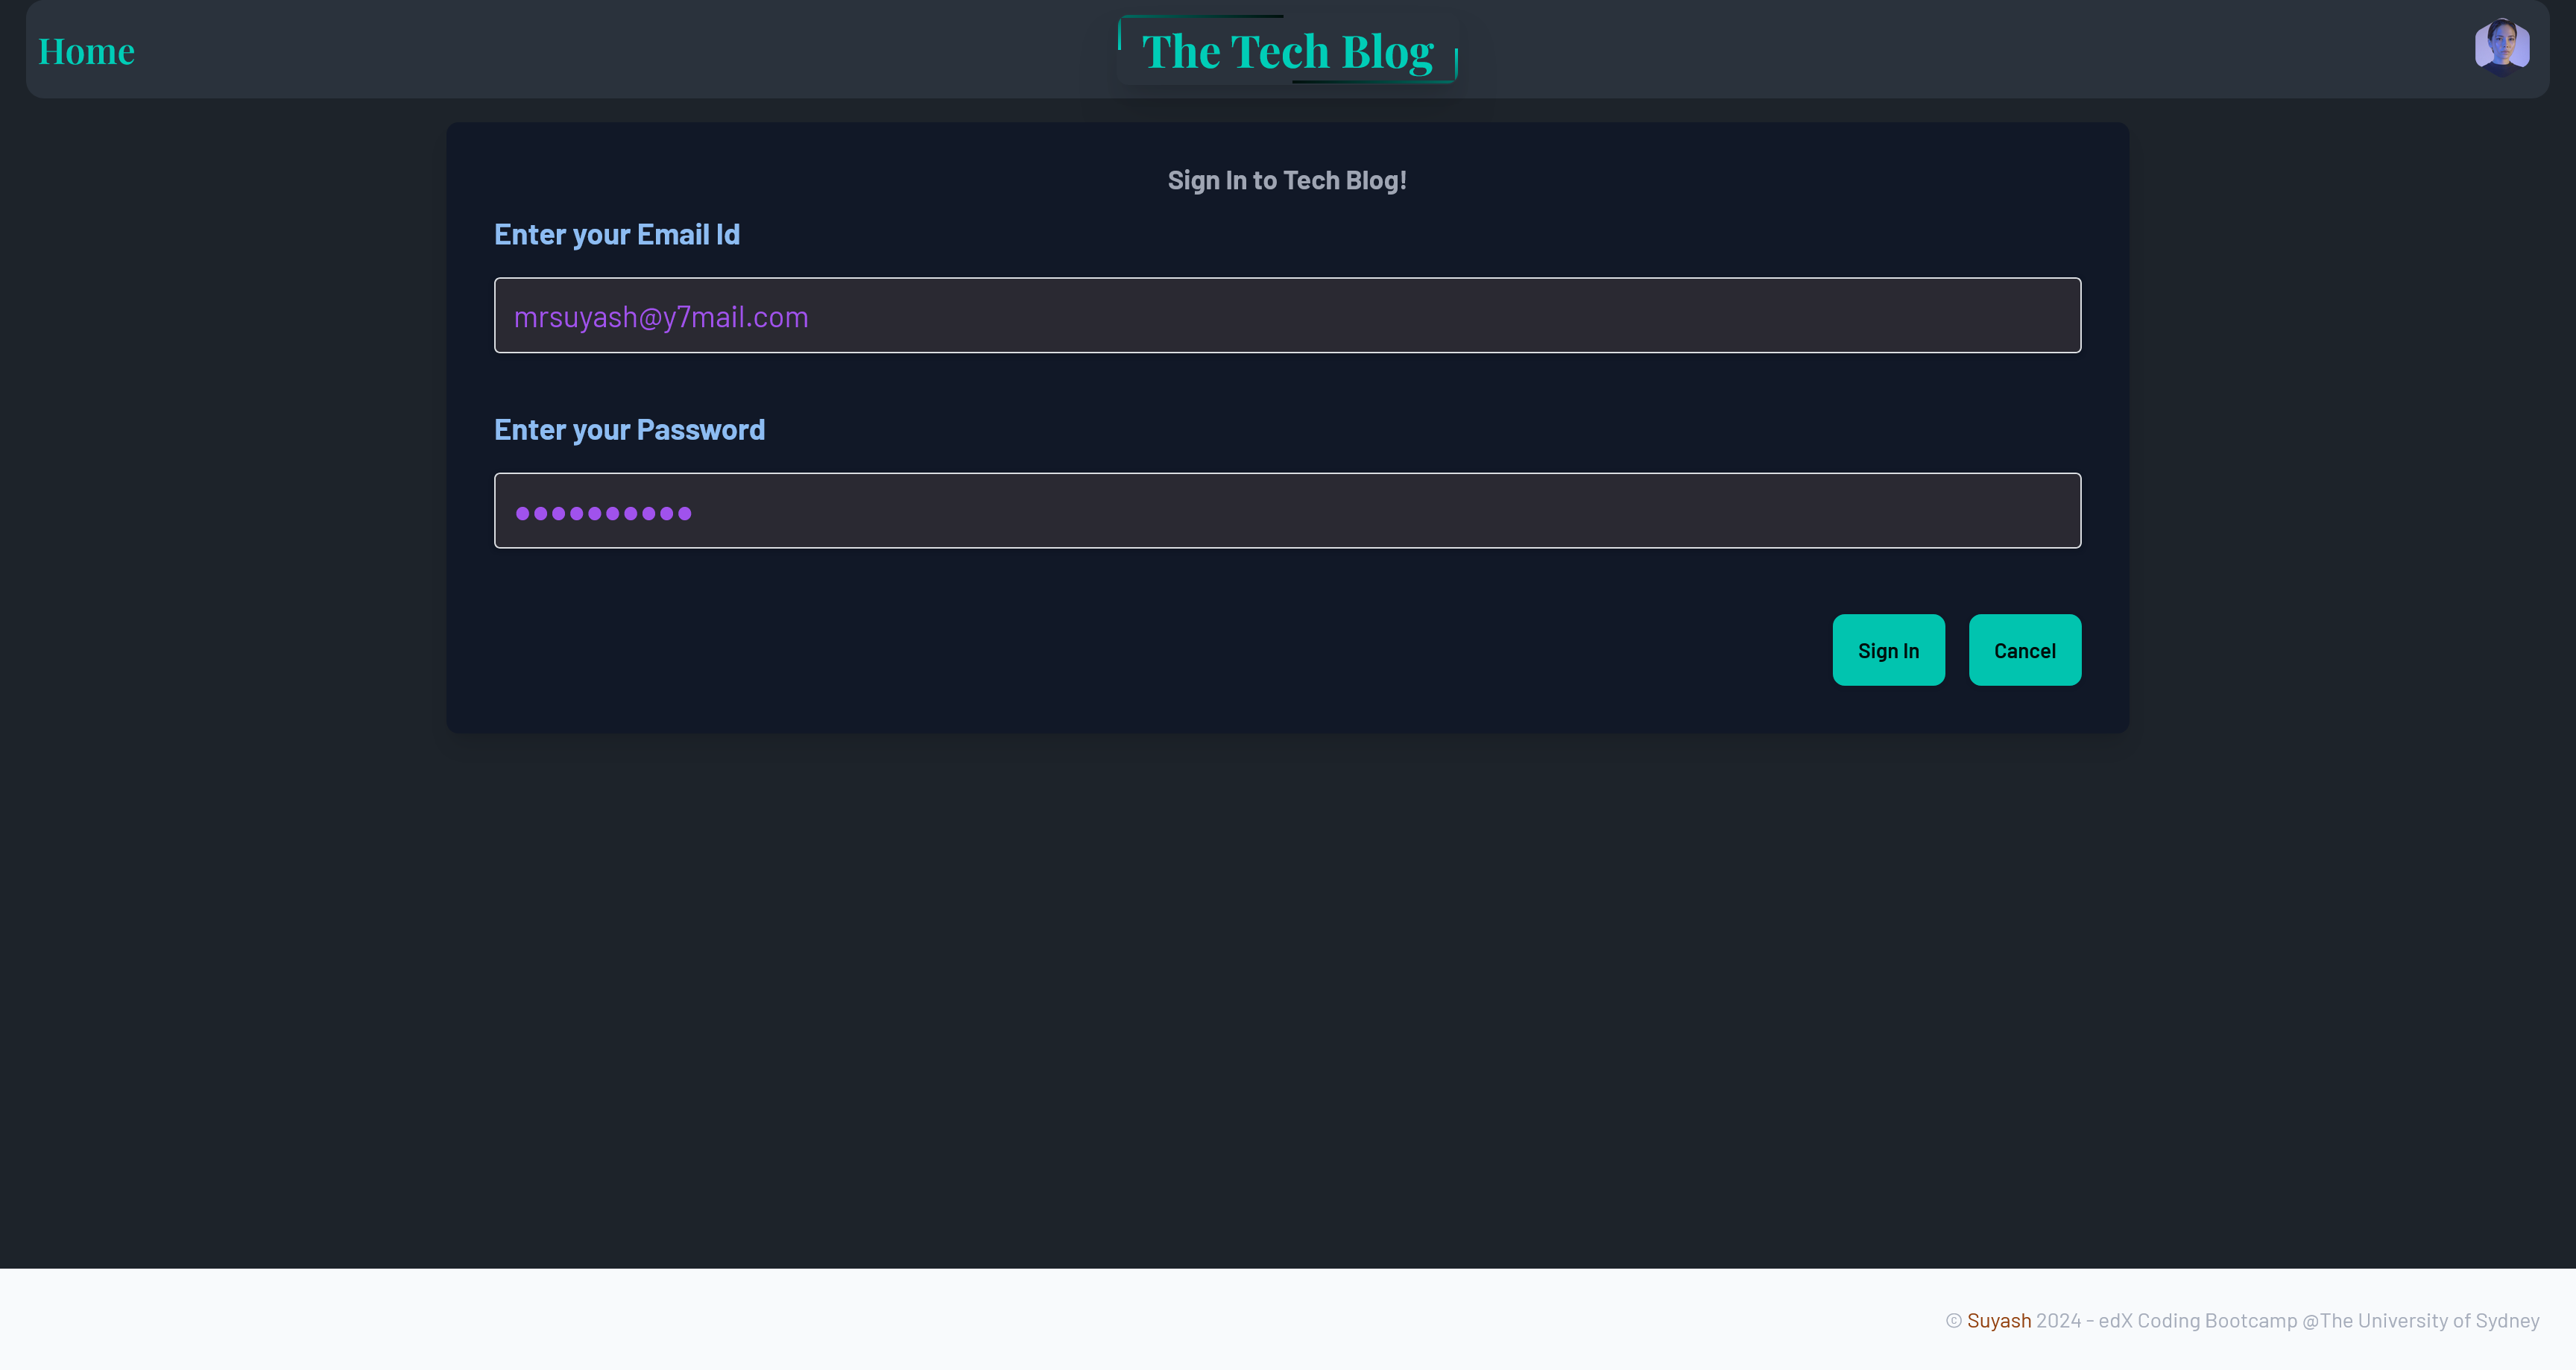 Home
The Tech Blog
Sign In to Tech Blog!
Enter your Email Id
mrsuyash@y7mail.com
Enter your Password
●●●●●●●●●●
Sign In
Cancel
© Suyash 2024 - edX Coding Bootcamp @The University of Sydney